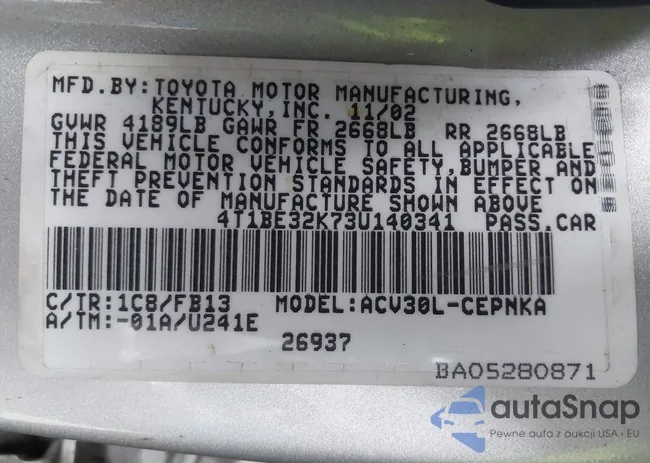 MFD.BY:TOYOTA MOTOR MANUFACTURING,
KENTUCKY,INC. 11/02
GVWR 4189LB GAWR FR 2668LB RR 2668LB
THIS VEHICLE CONFORMS TO ALL APPLICABLE
FEDERAL MOTOR VEHICLE SAFETY,BUMPER,AND
THEFT PREVENTION STANDARDS IN EFFECT ON
THE DATE OF MANUFACTURE SHOWN ABOVE
4T1BE32K73U140341 PASS.CAR
C/TR:1C8/FB13 MODEL:ACV30L-CEPNKA
A/TM:-01A/U241E
26937
BA05280871
autaSnap
Pewne auta z aukcji USA i EU